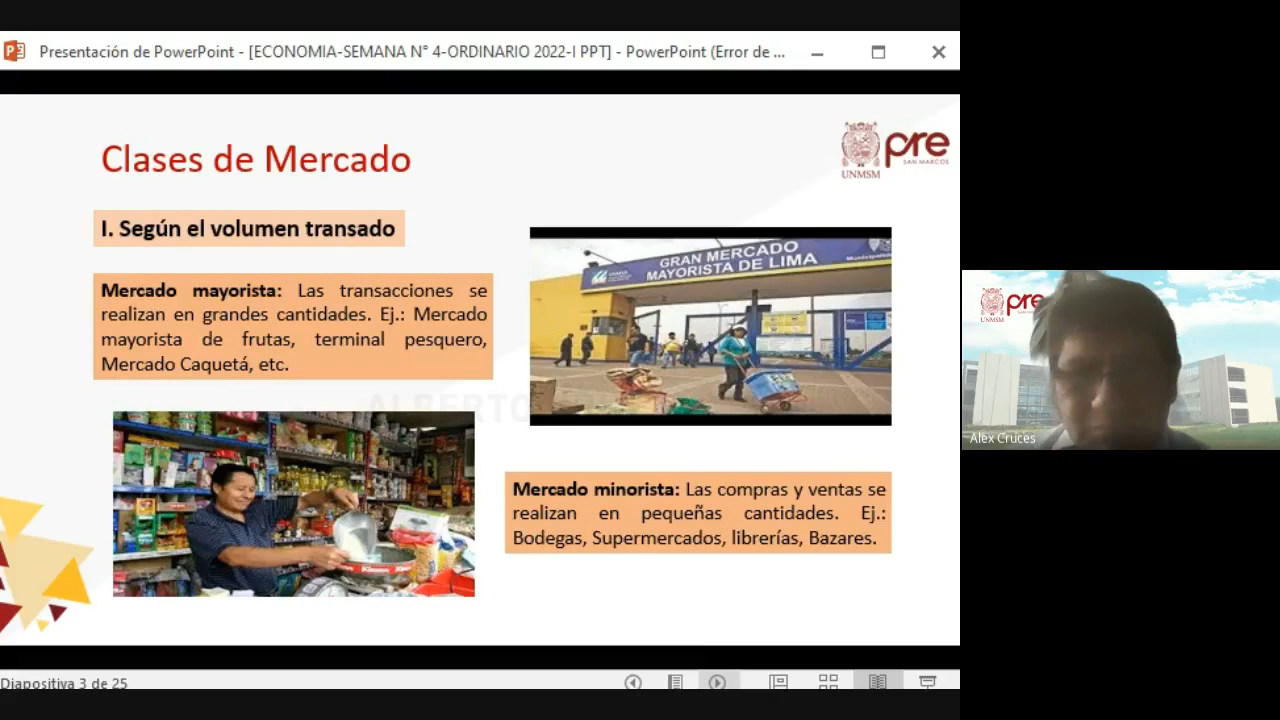 Presentación de PowerPoint - [ECONOMIA-SEMANA N° 4-ORDINARIO 2022-I PPT] - PowerPoint (Error de ...
Clases de Mercado
UNMSM
pre
SAN MARCOS
I. Según el volumen transado
Mercado mayorista: Las transacciones se
realizan en grandes cantidades. Ej.: Mercado
mayorista de frutas, terminal pesquero,
Mercado Caquetá, etc.
GRAN MERCADO
MAYORISTA DE LIMA
ALBERTO
Mercado minorista: Las compras y ventas se
realizan en pequeñas cantidades. Ej.:
Bodegas, Supermercados, librerías, Bazares.
UNMSM
pre
Alex Cruces
Diapositiva 3 de 25